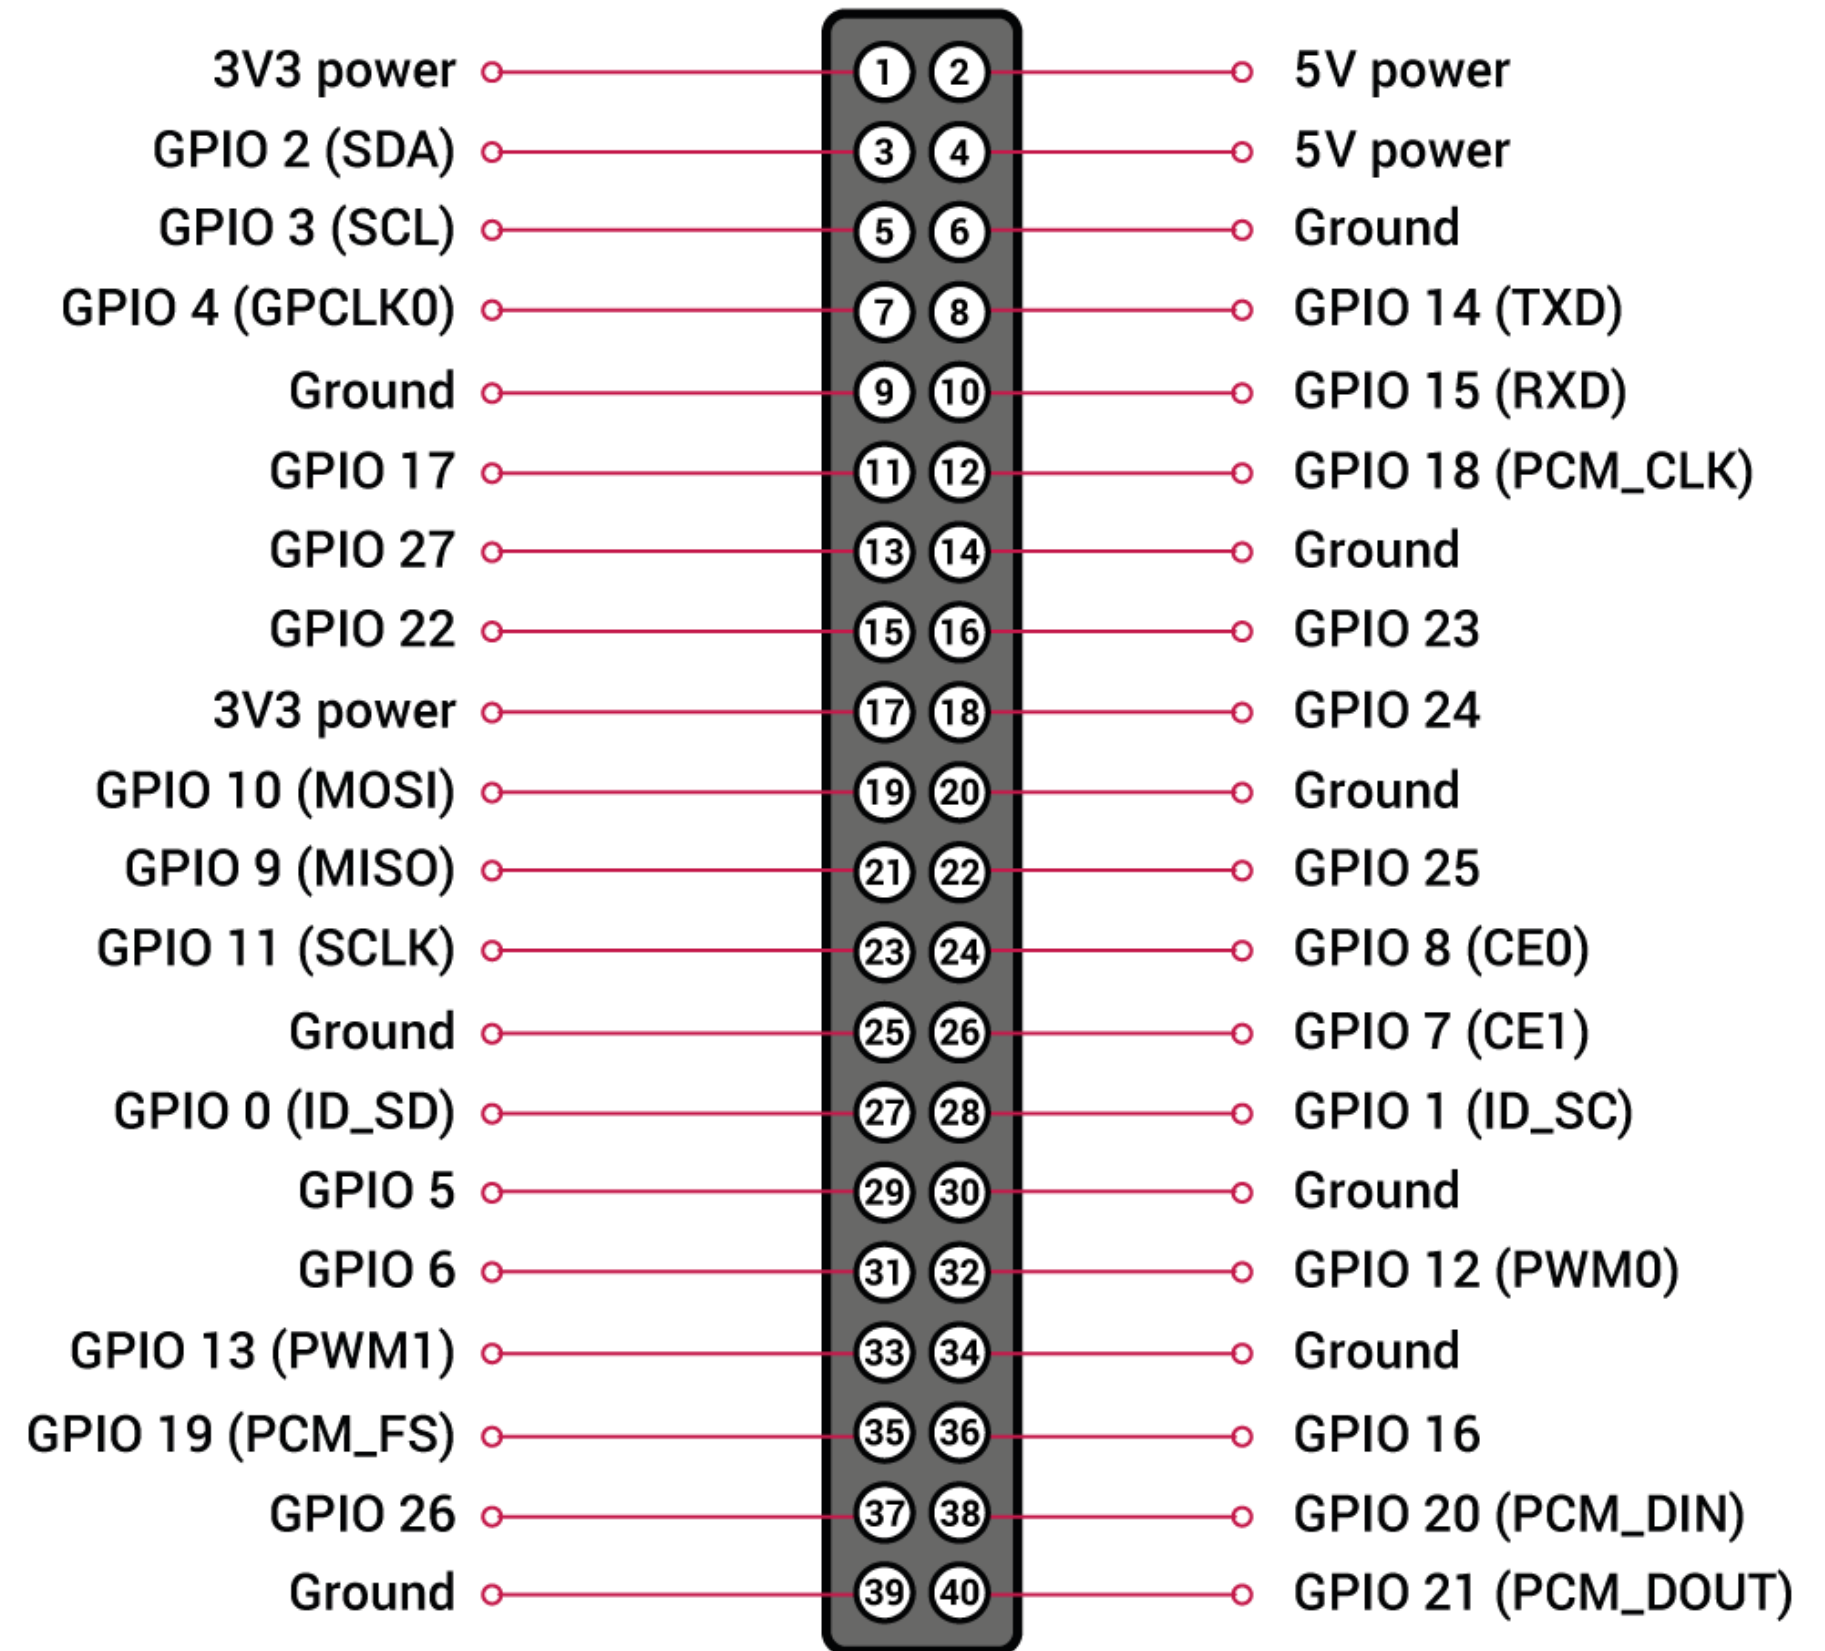 3V3 power 1 2 5V power
GPIO 2 (SDA) 3 4 5V power
GPIO 3 (SCL) 5 6 Ground
GPIO 4 (GPCLK0) 7 8 GPIO 14 (TXD)
Ground 9 10 GPIO 15 (RXD)
GPIO 17 11 12 GPIO 18 (PCM_CLK)
GPIO 27 13 14 Ground
GPIO 22 15 16 GPIO 23
3V3 power 17 18 GPIO 24
GPIO 10 (MOSI) 19 20 Ground
GPIO 9 (MISO) 21 22 GPIO 25
GPIO 11 (SCLK) 23 24 GPIO 8 (CE0)
Ground 25 26 GPIO 7 (CE1)
GPIO 0 (ID_SD) 27 28 GPIO 1 (ID_SC)
GPIO 5 29 30 Ground
GPIO 6 31 32 GPIO 12 (PWM0)
GPIO 13 (PWM1) 33 34 Ground
GPIO 19 (PCM_FS) 35 36 GPIO 16
GPIO 26 37 38 GPIO 20 (PCM_DIN)
Ground 39 40 GPIO 21 (PCM_DOUT)